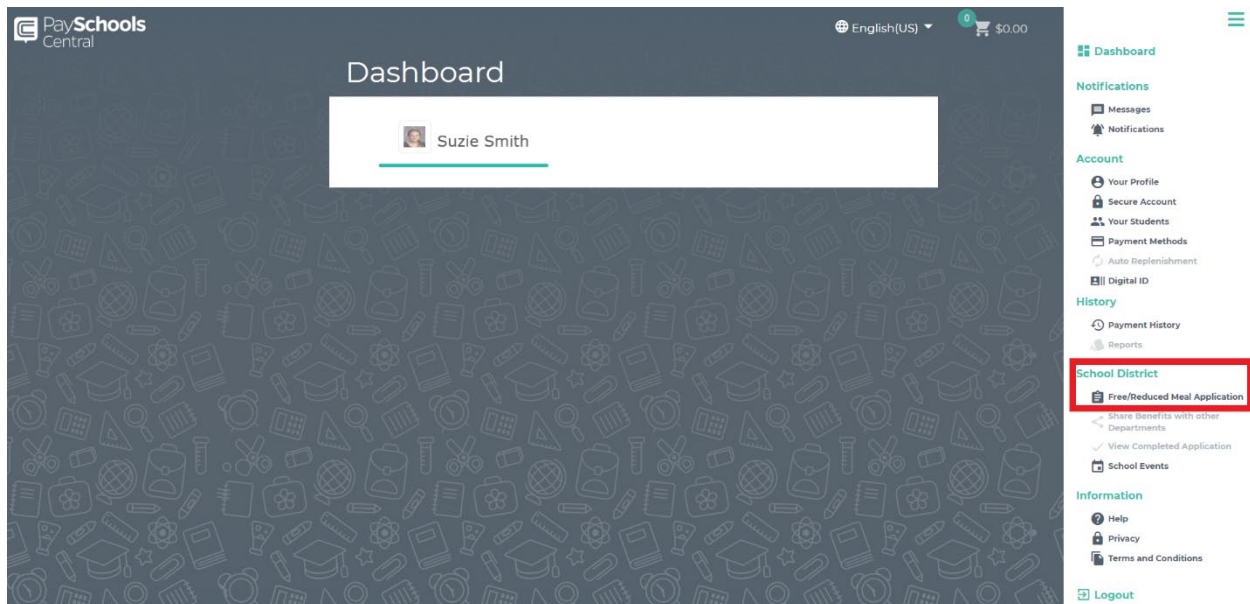 PaySchools
Central
English(US)
0
$0.00
Dashboard
Suzie Smith
Dashboard
Notifications
Messages
Notifications
Account
Your Profile
Secure Account
Your Students
Payment Methods
Auto Replenishment
Digital ID
History
Payment History
Reports
School District
Free/Reduced Meal Application
Share Benefits with other
Departments
View Completed Application
School Events
Information
Help
Privacy
Terms and Conditions
Logout